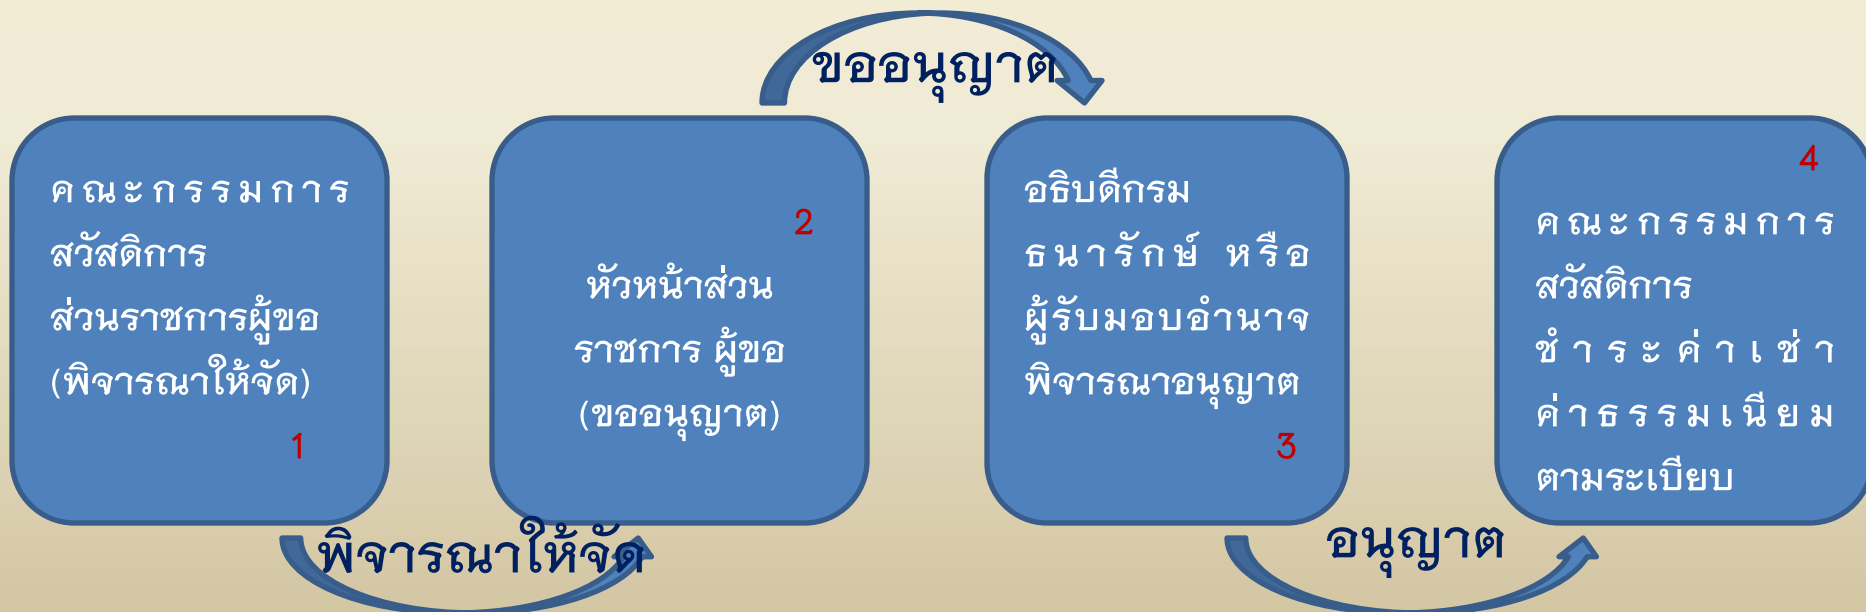 ขออนุญาต
คณะกรรมการ
สวัสดิการ
ส่วนราชการผู้ขอ
(พิจารณาให้จัด)
1
2
หัวหน้าส่วน
ราชการ ผู้ขอ
(ขออนุญาต)
อธิบดีกรม
ธนารักษ์ หรือ
ผู้รับมอบอำนาจ
พิจารณาอนุญาต
3
4
คณะกรรมการ
สวัสดิการ
ชำระค่าเช่า
ค่าธรรมเนียม
ตามระเบียบ
พิจารณาให้จัด
อนุญาต